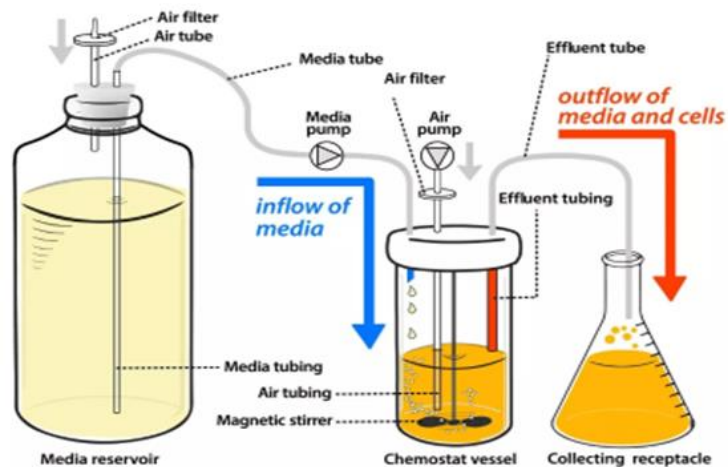 Air filter
Air tube
Media tube
Effluent tube
Air filter
outflow of
media and cells
Media
pump
Air
pump
Effluent tubing
inflow of
media
Media tubing
Air tubing
Magnetic stirrer
Media reservoir
Chemostat vessel
Collecting receptacle